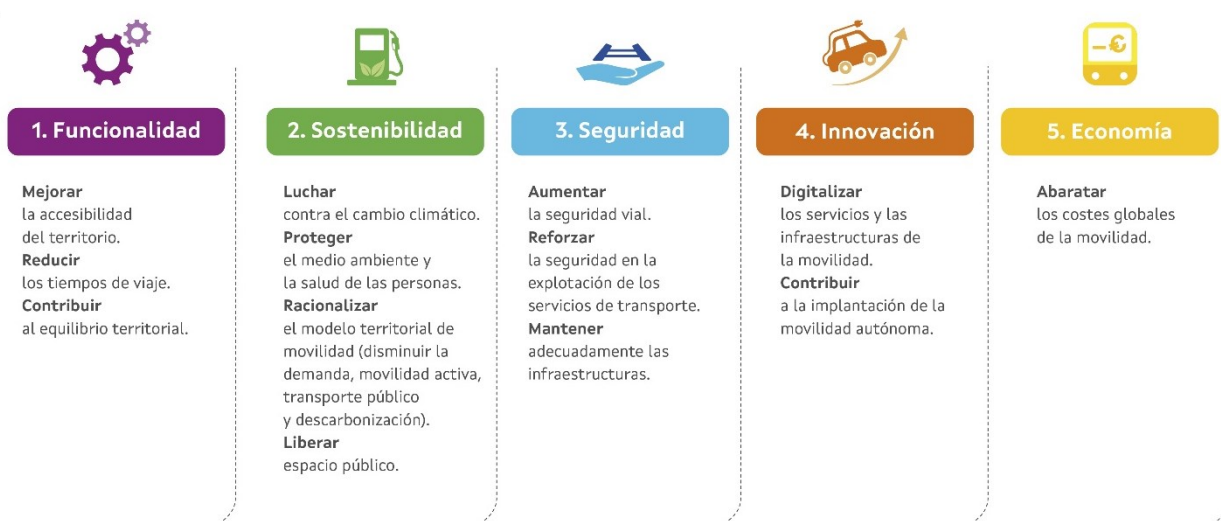 –€
1. Funcionalidad
Mejorar
la accesibilidad
del territorio.
Reducir
los tiempos de viaje.
Contribuir
al equilibrio territorial.
2. Sostenibilidad
Luchar
contra el cambio climático.
Proteger
el medio ambiente y
la salud de las personas.
Racionalizar
el modelo territorial de
movilidad (disminuir la
demanda, movilidad activa,
transporte público
y descarbonización).
Liberar
espacio público.
3. Seguridad
Aumentar
la seguridad vial.
Reforzar
la seguridad en la
explotación de los
servicios de transporte.
Mantener
adecuadamente las
infraestructuras.
4. Innovación
Digitalizar
los servicios y las
infraestructuras de
la movilidad.
Contribuir
a la implantación de la
movilidad autónoma.
5. Economía
Abaratar
los costes globales
de la movilidad.